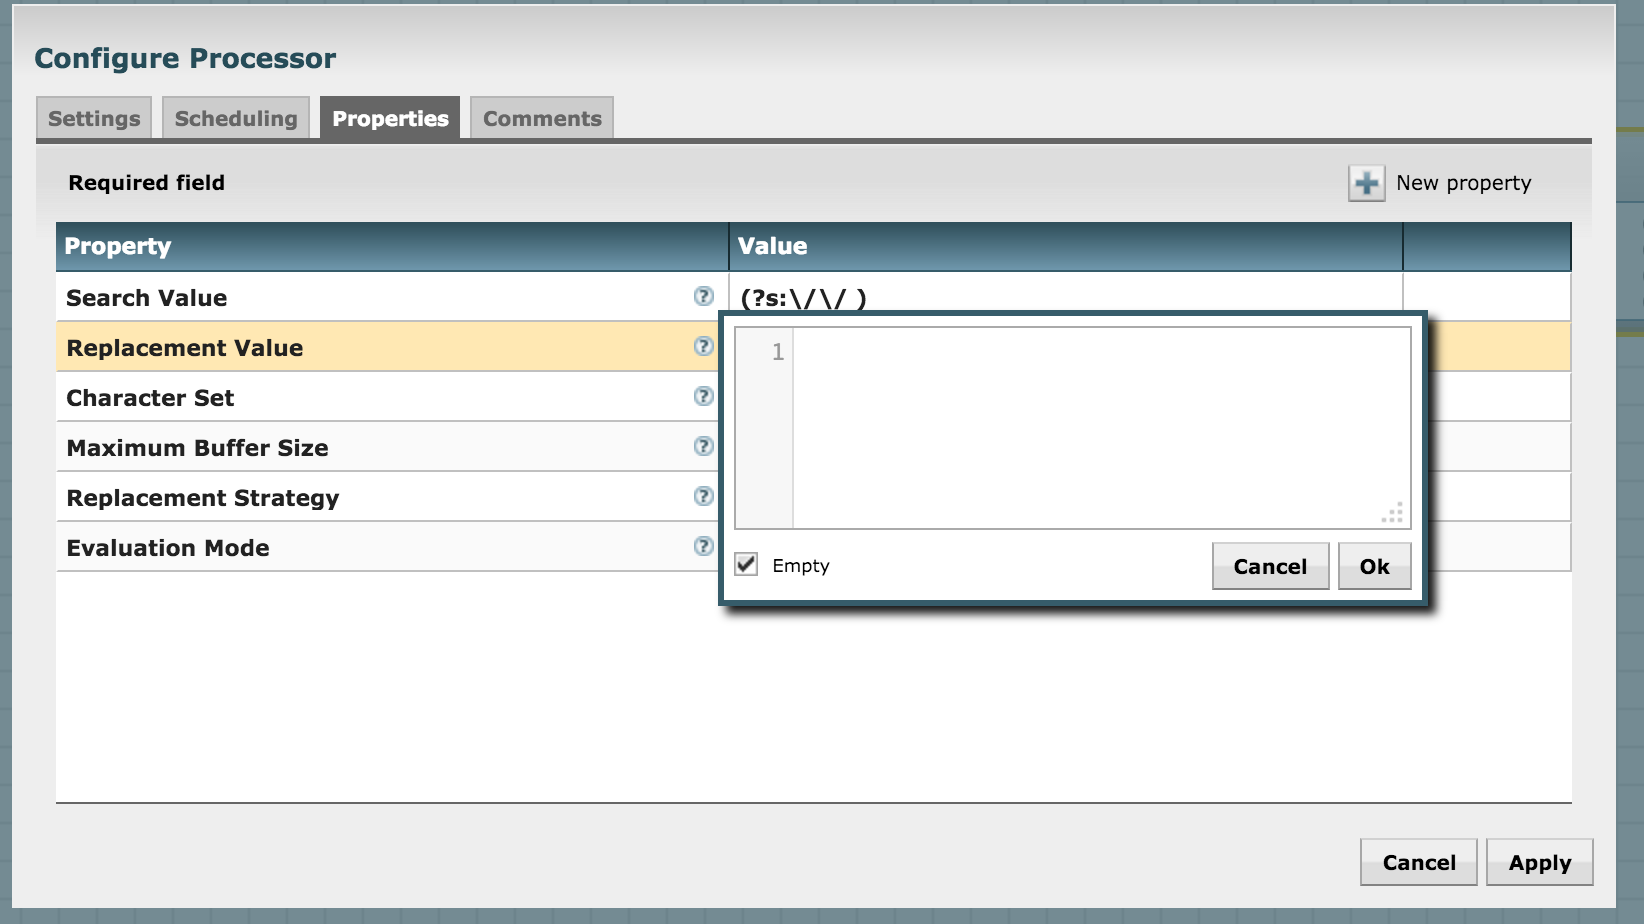 Configure Processor
Settings Scheduling Properties Comments
Required field
New property
Property Value
Search Value ? (?s:\/\/ )
Replacement Value ?
1
Character Set ?
Maximum Buffer Size ?
Replacement Strategy ?
Evaluation Mode ?
Empty Cancel Ok
Cancel Apply